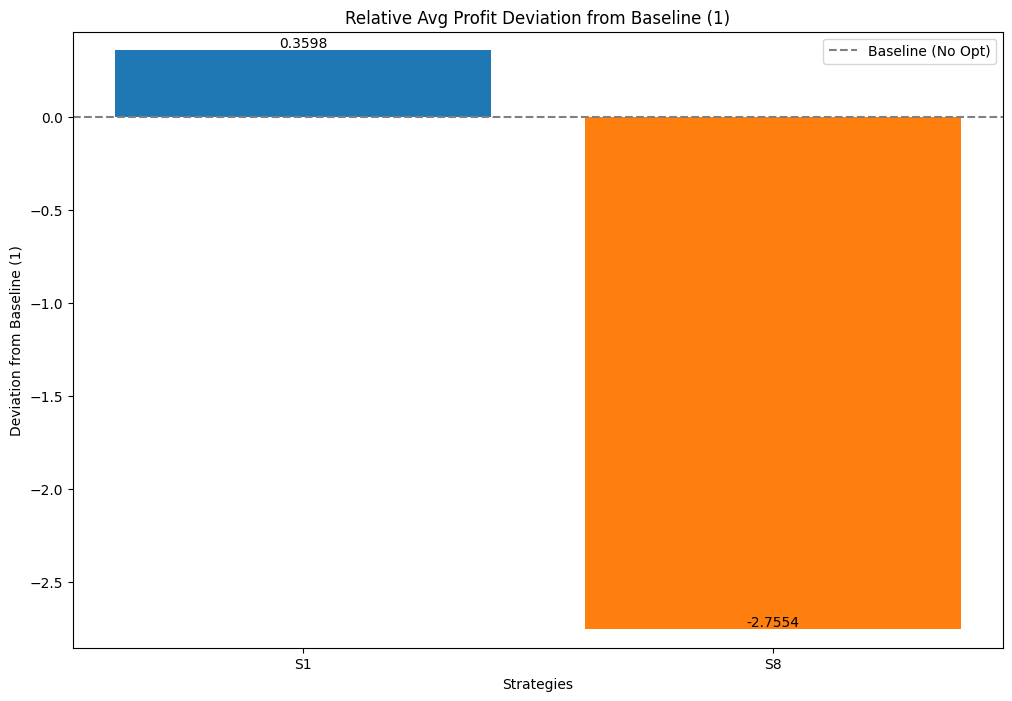 Relative Avg Profit Deviation from Baseline (1)
0.3598
Baseline (No Opt)
0.0
−0.5
−1.0
−1.5
−2.0
−2.5
Deviation from Baseline (1)
-2.7554
S1
S8
Strategies